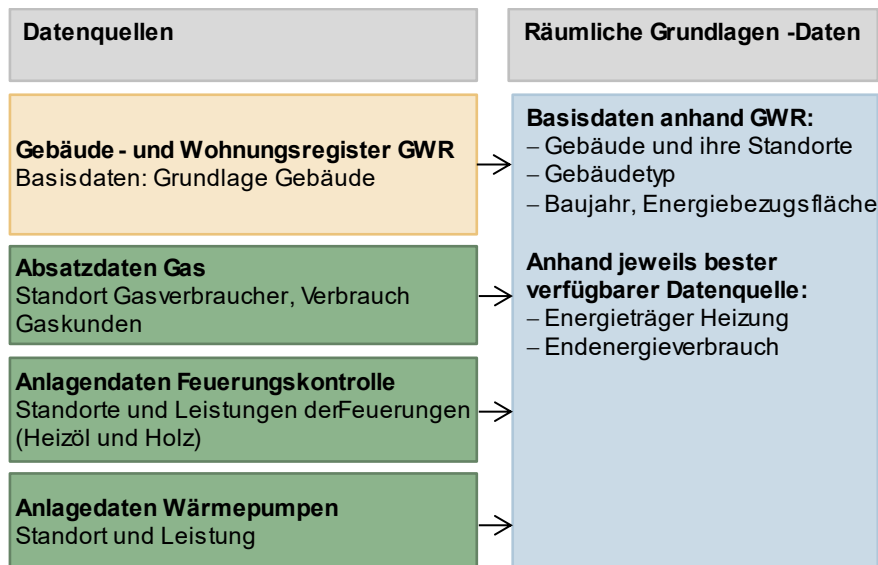 Datenquellen
Räumliche Grundlagen -Daten
Gebäude - und Wohnungsregister GWR
Basisdaten: Grundlage Gebäude
Absatzdaten Gas
Standort Gasverbraucher, Verbrauch
Gaskunden
Anlagendaten Feuerungskontrolle
Standorte und Leistungen derFeuerungen
(Heizöl und Holz)
Anlagedaten Wärmepumpen
Standort und Leistung
Basisdaten anhand GWR:
– Gebäude und ihre Standorte
– Gebäudetyp
– Baujahr, Energiebezugsfläche
Anhand jeweils bester
verfügbarer Datenquelle:
– Energieträger Heizung
– Endenergieverbrauch